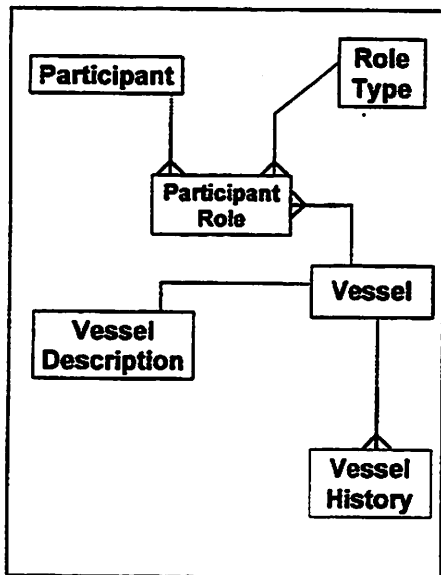 Participant
Role
Type
Participant
Role
Vessel
Vessel
Description
Vessel
History